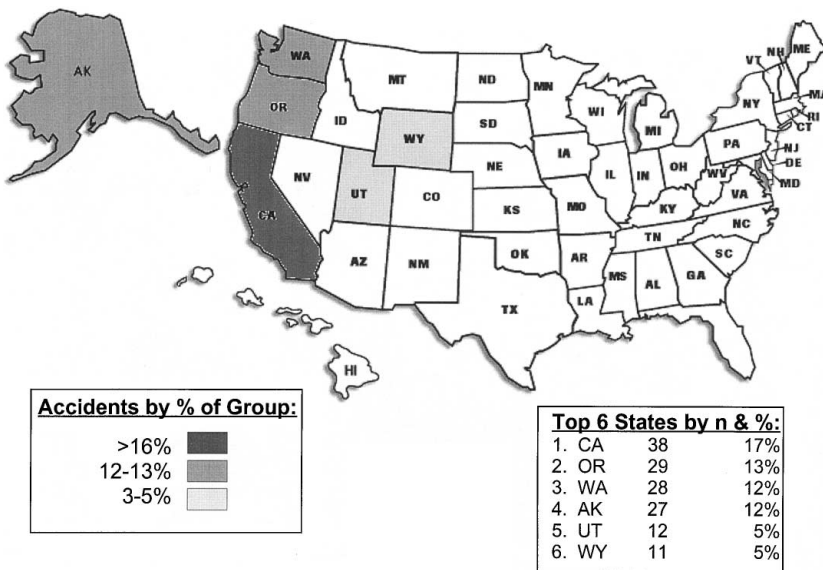 AK
WA
OR
CA
ID
NV
MT
WY
UT
AZ
CO
NM
ND
SD
NE
KS
OK
TX
MN
IA
MO
AR
LA
WI
IL
MI
IN
OH
KY
TN
MS
AL
GA
WV
VA
NC
SC
PA
NY
VT
NH
ME
MA
RI
CT
NJ
DE
MD
HI
Accidents by % of Group:
>16%
12-13%
3-5%
Top 6 States by n & %:
1. CA 38 17%
2. OR 29 13%
3. WA 28 12%
4. AK 27 12%
5. UT 12 5%
6. WY 11 5%